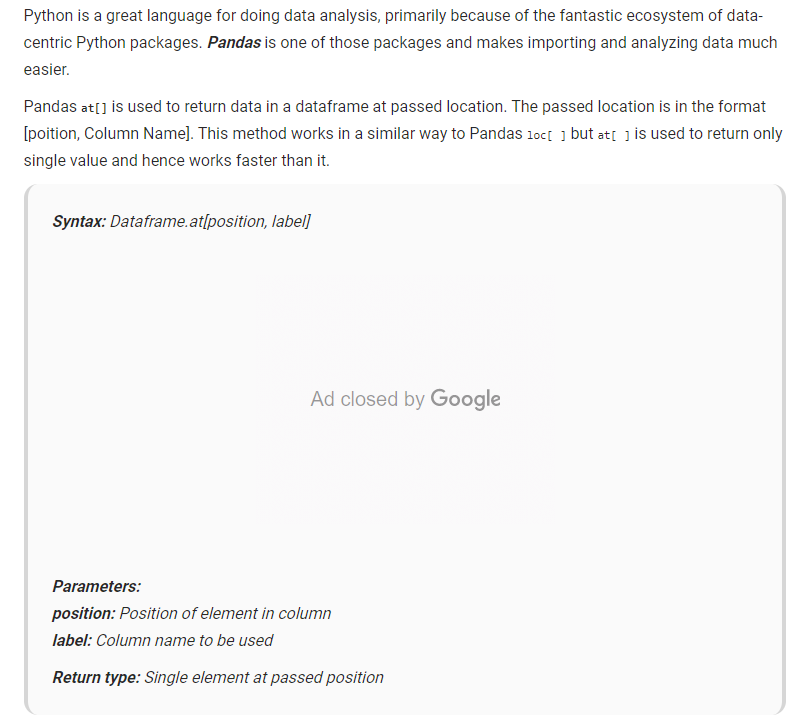 Python is a great language for doing data analysis, primarily because of the fantastic ecosystem of data-
centric Python packages. Pandas is one of those packages and makes importing and analyzing data much
easier.
Pandas at[] is used to return data in a dataframe at passed location. The passed location is in the format
[poition, Column Name]. This method works in a similar way to Pandas loc[ ] but at[ ] is used to return only
single value and hence works faster than it.
Syntax: Dataframe.at[position, label]
Ad closed by Google
Parameters:
position: Position of element in column
label: Column name to be used
Return type: Single element at passed position